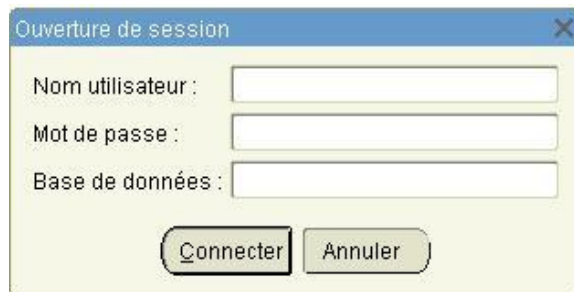 Ouverture de session
Nom utilisateur :
Mot de passe :
Base de données :
Connecter Annuler